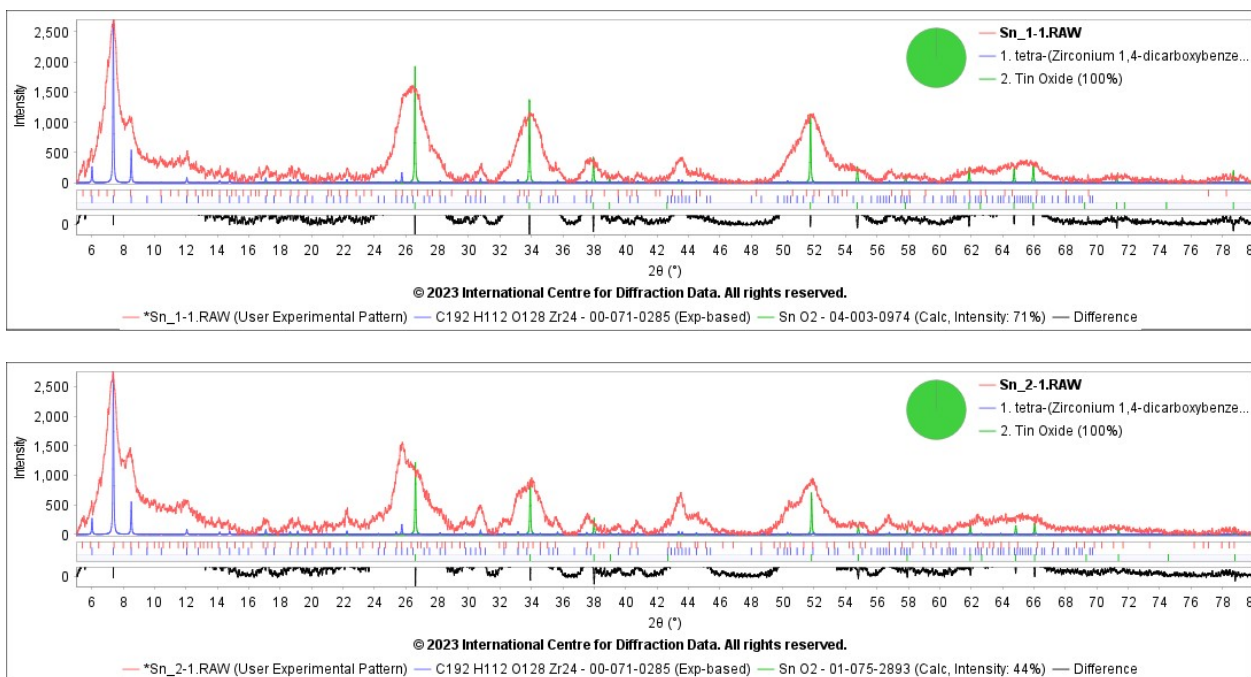 Sn_1-1.RAW
1. tetra-(Zirconium 1,4-dicarboxybenze...
2. Tin Oxide (100%)
Intensity
2,500
2,000
1,500
1,000
500
0
0
6 8 10 12 14 16 18 20 22 24 26 28 30 32 34 36 38 40 42 44 46 48 50 52 54 56 58 60 62 64 66 68 70 72 74 76 78 8
2θ (°)
© 2023 International Centre for Diffraction Data. All rights reserved.
*Sn_1-1.RAW (User Experimental Pattern) C192 H112 O128 Zr24 - 00-071-0285 (Exp-based) Sn O2 - 04-003-0974 (Calc, Intensity: 71%) Difference
Sn_2-1.RAW
1. tetra-(Zirconium 1,4-dicarboxybenze...
2. Tin Oxide (100%)
Intensity
2,500
2,000
1,500
1,000
500
0
0
6 8 10 12 14 16 18 20 22 24 26 28 30 32 34 36 38 40 42 44 46 48 50 52 54 56 58 60 62 64 66 68 70 72 74 76 78 8
2θ (°)
© 2023 International Centre for Diffraction Data. All rights reserved.
*Sn_2-1.RAW (User Experimental Pattern) C192 H112 O128 Zr24 - 00-071-0285 (Exp-based) Sn O2 - 01-075-2893 (Calc, Intensity: 44%) Difference